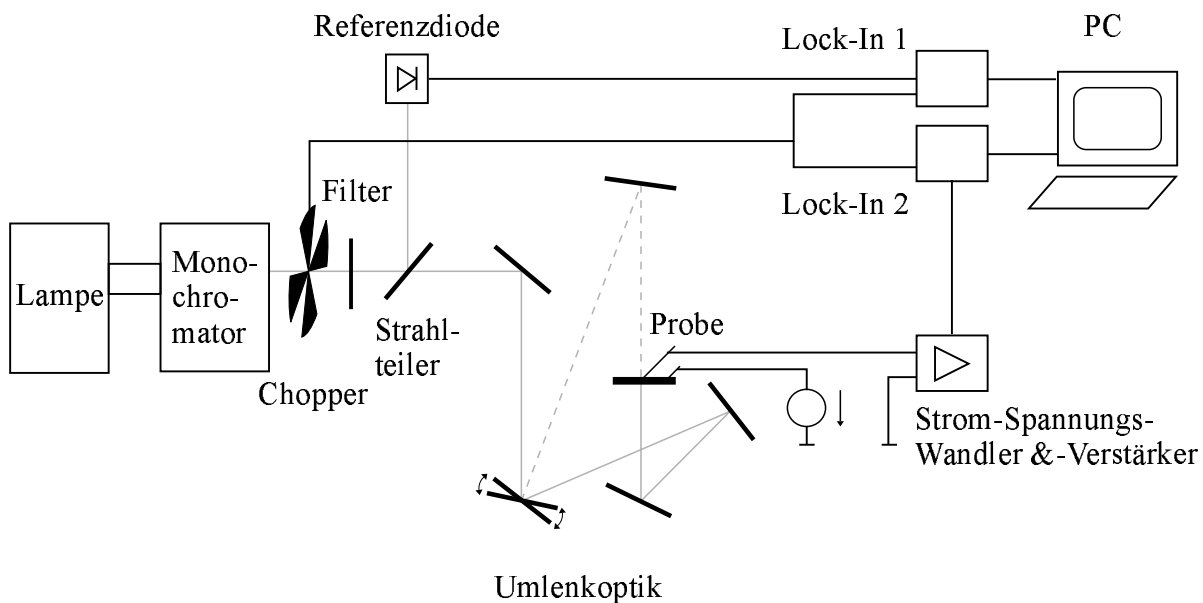 Referenzdiode
Lock-In 1
PC
Filter
Lock-In 2
Lampe
Mono-
chro-
mator
Strahl-
teiler
Probe
Chopper
Strom-Spannungs-
Wandler &-Verstärker
Umlenkoptik